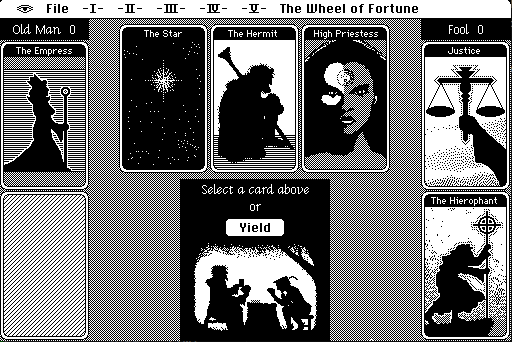 File -I- -II- -III- -IV- -V- The Wheel of Fortune
Old Man 0
Fool 0
The Empress
The Star
The Hermit
High Priestess
Justice
The Hierophant
Select a card above
or
Yield